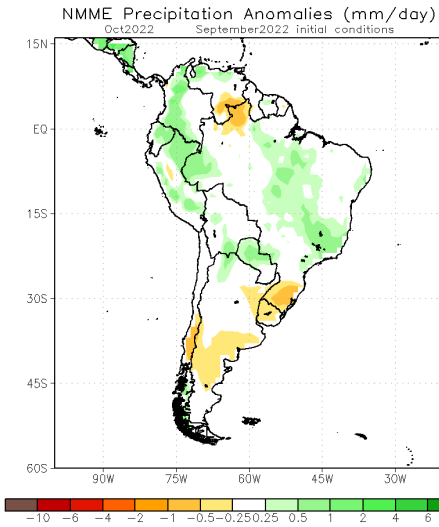 NMME Precipitation Anomalies (mm/day)
Oct2022 September2022 initial conditions
15N
EQ
15S
30S
45S
60S
90W 75W 60W 45W 30W
-10 -6 -4 -2 -1 -0.5 -0.25 0.25 0.5 1 2 4 6